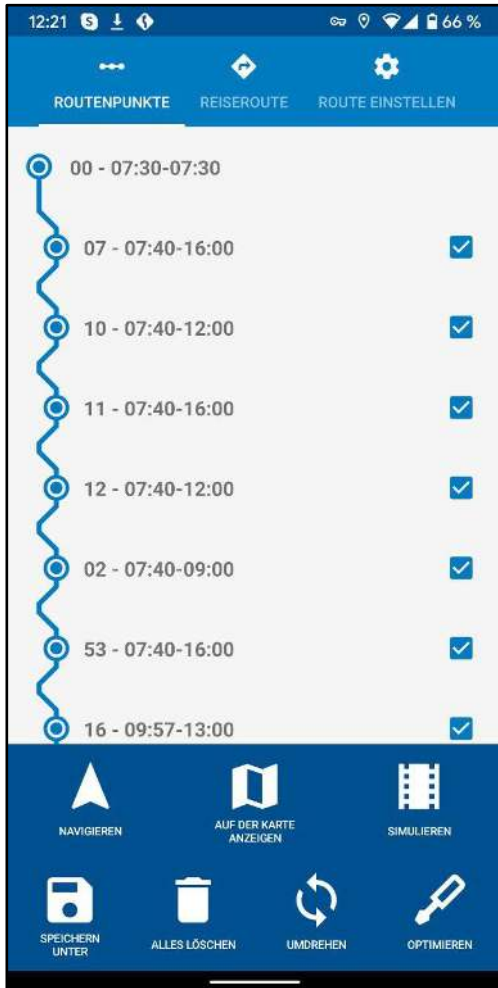 12:21 66 %
ROUTENPUNKTE REISEROUTE ROUTE EINSTELLEN
00 - 07:30-07:30
07 - 07:40-16:00
10 - 07:40-12:00
11 - 07:40-16:00
12 - 07:40-12:00
02 - 07:40-09:00
53 - 07:40-16:00
16 - 09:57-13:00
NAVIGIEREN
AUF DER KARTE
ANZEIGEN
SIMULIEREN
SPEICHERN
UNTER
ALLES LÖSCHEN
UMDREHEN
OPTIMIEREN